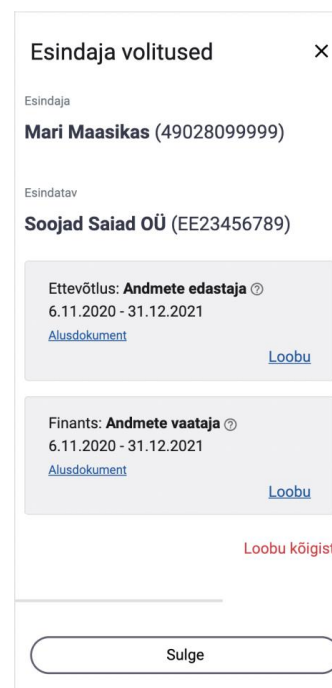 Esindaja volitused
Esindaja
Mari Maasikas (49028099999)
Esindatav
Soojad Saiad OÜ (EE23456789)
Ettevõtlus: Andmete edastaja
6.11.2020 - 31.12.2021
Alusdokument
Loobu
Finants: Andmete vaataja
6.11.2020 - 31.12.2021
Alusdokument
Loobu
Loobu kõigist
Sulge